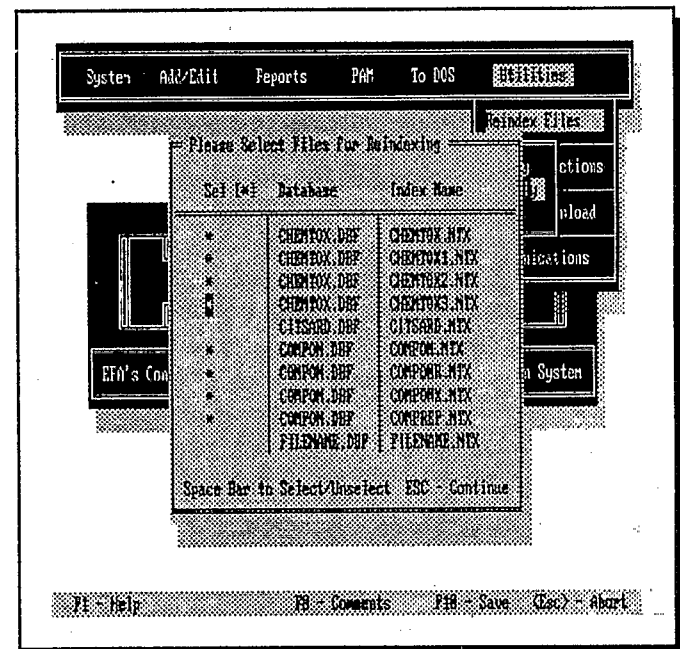 System Add/Edit Reports PAM To DOS Utilities
Reindex Files
Please Select Files for Reindexing
ctions
Sel [*] Database Index Name
nload
* CHEMTOX.DBF CHEMTOX.NTX
* CHEMTOX.DBF CHEMTOX1.NTX
nications
* CHEMTOX.DBF CHEMTOX2.NTX
* CHEMTOX.DBF CHEMTOX3.NTX
CITSARD.DBF CITSARD.NTX
* COMPON.DBF COMPON.NTX
EPA's Con * COMPON.DBF COMPONR.NTX n System
* COMPON.DBF COMPONX.NTX
* COMPON.DBF COMPREP.NTX
FILENAME.DBF FILENAME.NTX
Space Bar to Select/Unselect ESC - Continue
F1 - Help Comments F10 - Save <Esc> - Abort